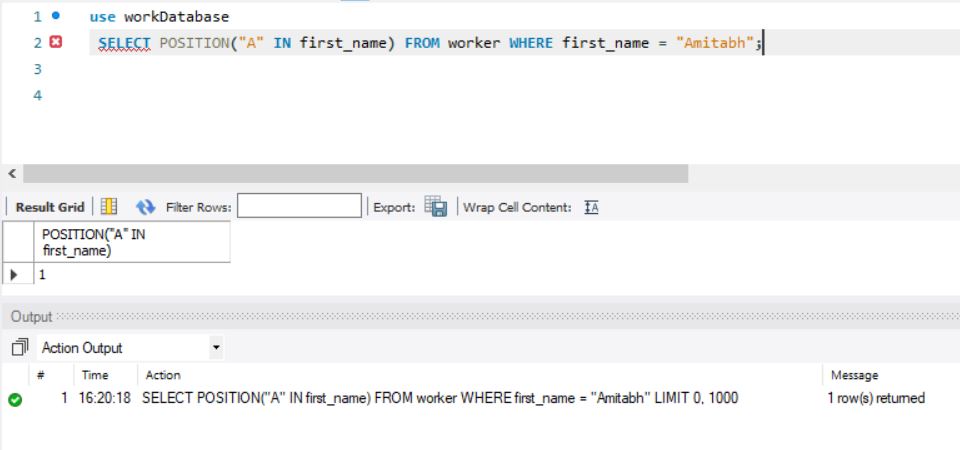 1 use workDatabase
2 SELECT POSITION("A" IN first_name) FROM worker WHERE first_name = "Amitabh";
3
4
Result Grid Filter Rows: Export: Wrap Cell Content: IA
POSITION("A" IN
first_name)
1
Output
Action Output
# Time Action Message
1 16:20:18 SELECT POSITION("A" IN first_name) FROM worker WHERE first_name = "Amitabh" LIMIT 0, 1000 1 row(s) returned